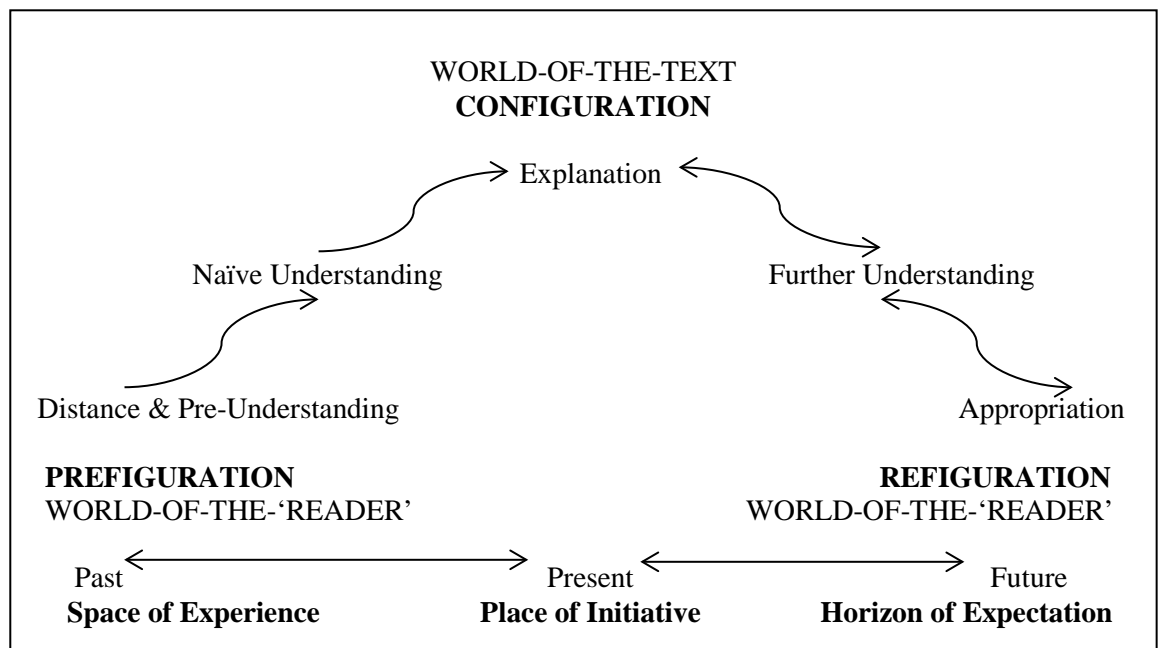 WORLD-OF-THE-TEXT
CONFIGURATION
Explanation
Naïve Understanding
Further Understanding
Distance & Pre-Understanding
Appropriation
PREFIGURATION
WORLD-OF-THE-‘READER’
REFIGURATION
WORLD-OF-THE-‘READER’
Past
Present
Future
Space of Experience
Place of Initiative
Horizon of Expectation